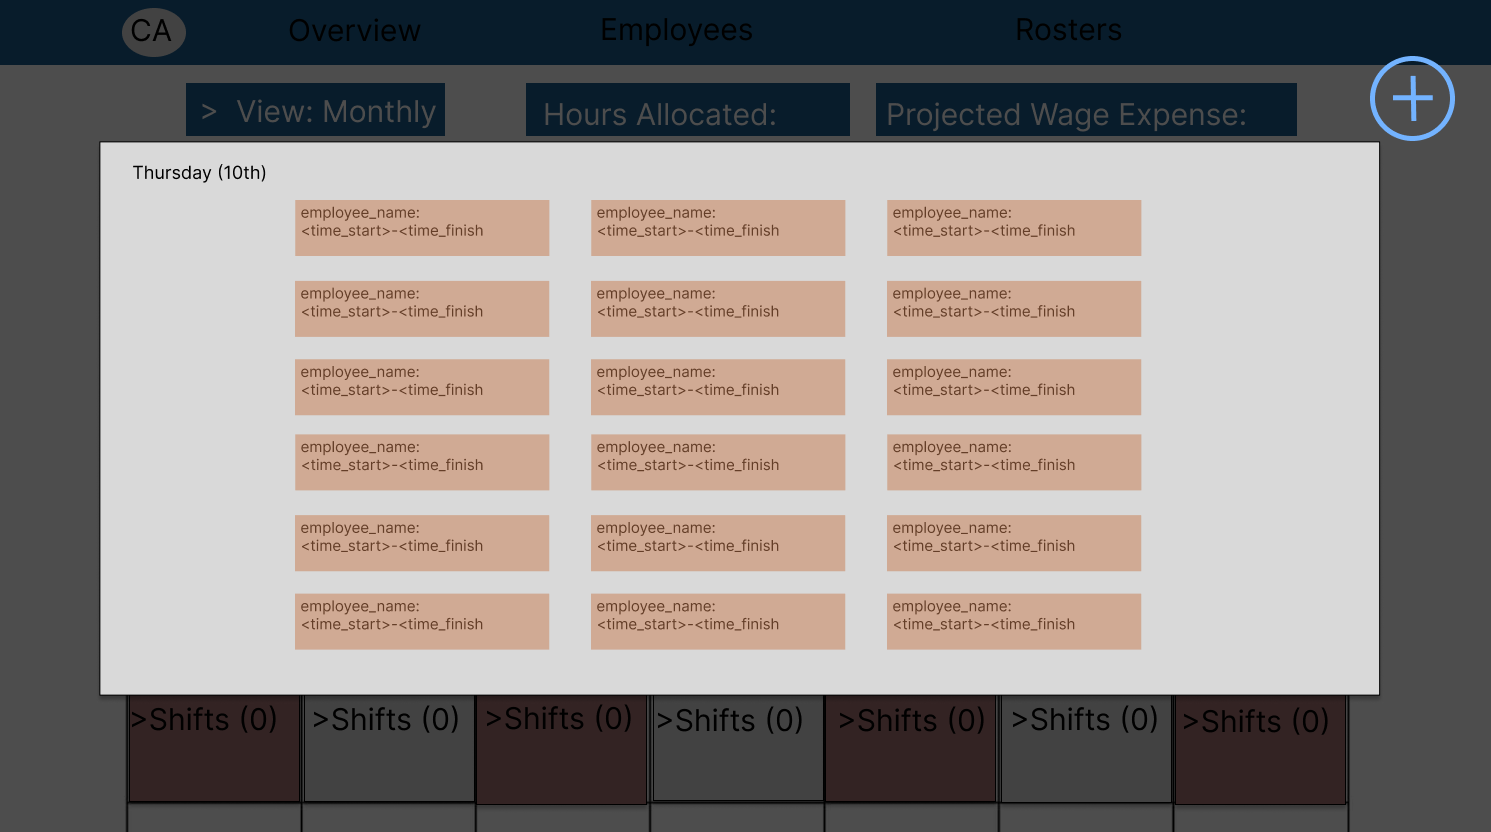 CA Overview Employees Rosters
> View: Monthly Hours Allocated: Projected Wage Expense:
Thursday (10th)
employee_name: employee_name: employee_name:
<time_start>-<time_finish <time_start>-<time_finish <time_start>-<time_finish
employee_name: employee_name: employee_name:
<time_start>-<time_finish <time_start>-<time_finish <time_start>-<time_finish
employee_name: employee_name: employee_name:
<time_start>-<time_finish <time_start>-<time_finish <time_start>-<time_finish
employee_name: employee_name: employee_name:
<time_start>-<time_finish <time_start>-<time_finish <time_start>-<time_finish
employee_name: employee_name: employee_name:
<time_start>-<time_finish <time_start>-<time_finish <time_start>-<time_finish
employee_name: employee_name: employee_name:
<time_start>-<time_finish <time_start>-<time_finish <time_start>-<time_finish
>Shifts (0) >Shifts (0) >Shifts (0) >Shifts (0) >Shifts (0) >Shifts (0) >Shifts (0)